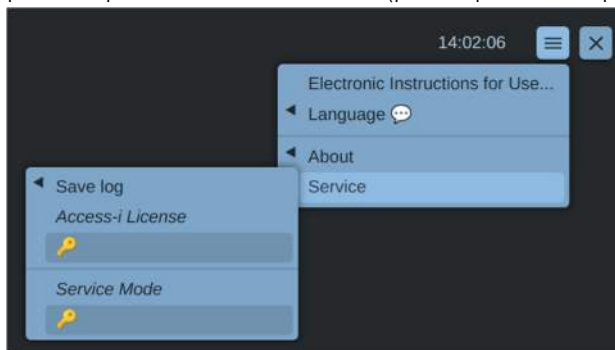 14:02:06
Electronic Instructions for Use...
Language
About
Service
Save log
Access-i License
Service Mode